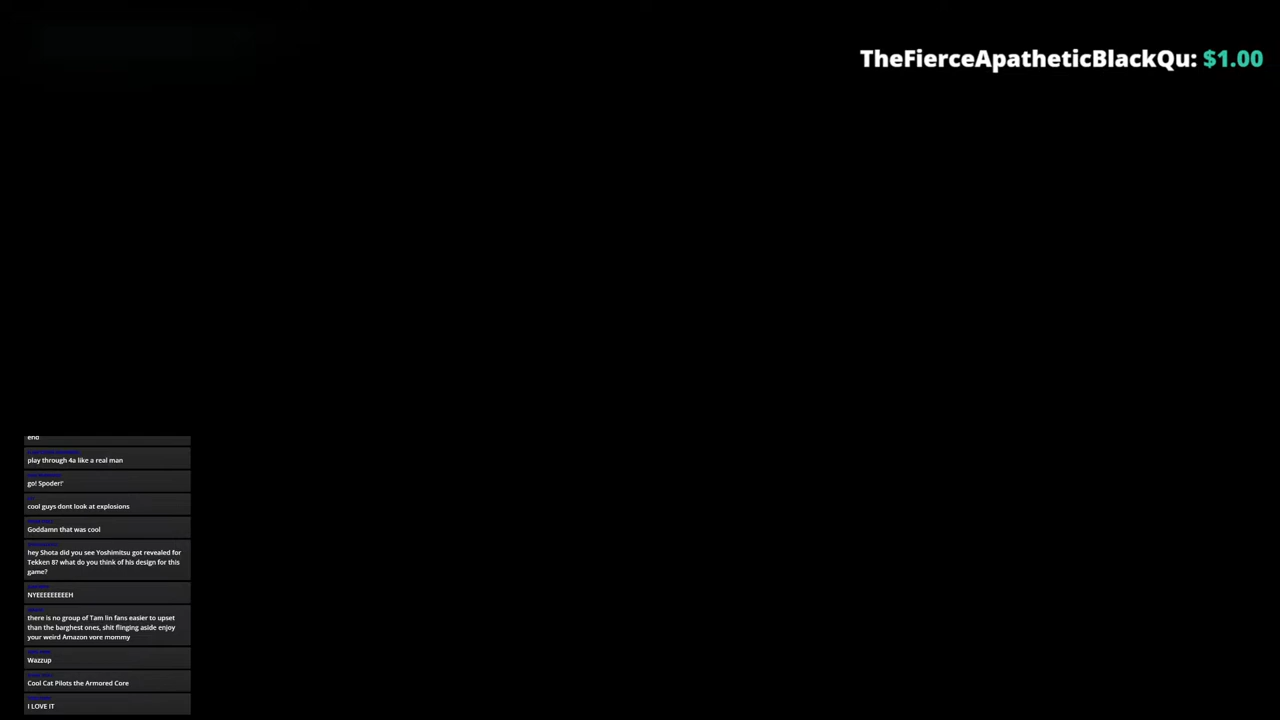 TheFierceApatheticBlackQu: $1.00
end
play through 4a like a real man
go! Spoder!'
cool guys dont look at explosions
Goddamn that was cool
hey Shota did you see Yoshimitsu got revealed for
Tekken 8? what do you think of his design for this
game?
NYEEEEEEEEEH
there is no group of Tam lin fans easier to upset
than the barghest ones, shit flinging aside enjoy
your weird Amazon vore mommy
Wazzup
Cool Cat Pilots the Armored Core
I LOVE IT